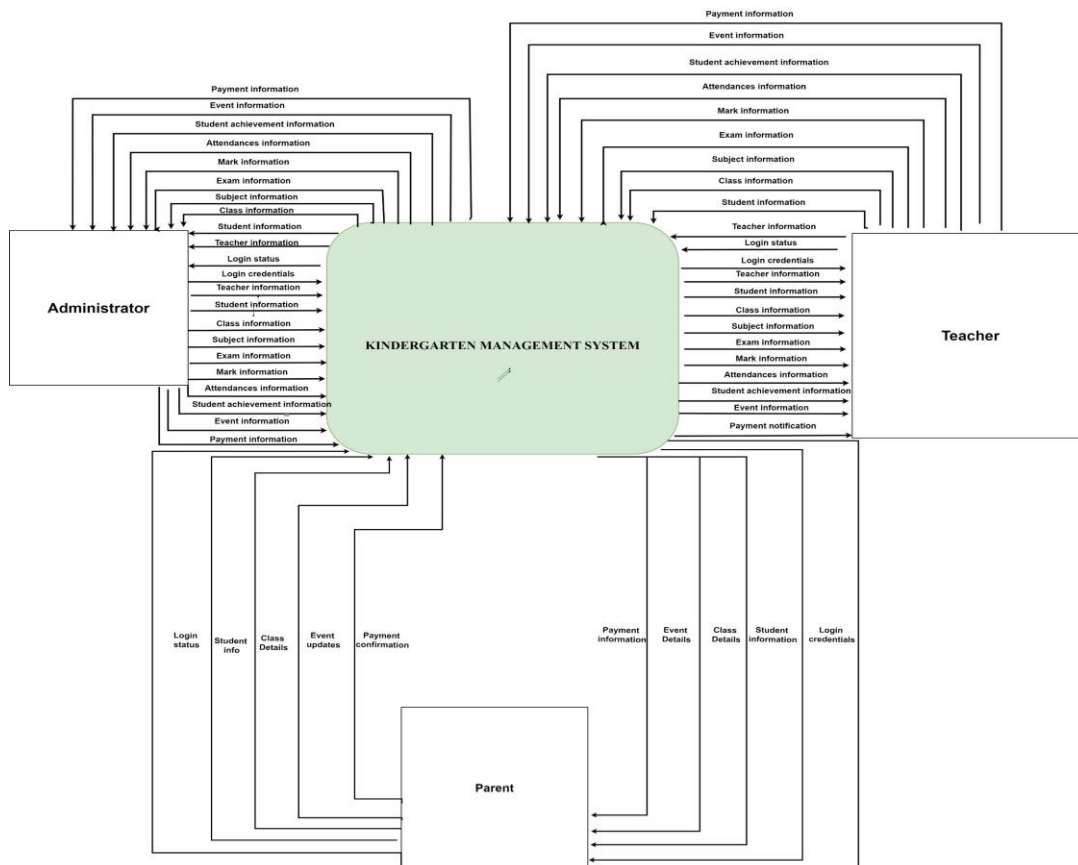 Payment information
Event information
Student achievement information
Attendances information
Mark information
Exam information
Subject information
Class information
Student information
Teacher information
Login status
Login credentials
Teacher information
Student information
Class information
Subject information
Exam information
Mark information
Attendances information
Student achievement information
Event information
Payment information
Administrator
KINDERGARTEN MANAGEMENT SYSTEM
Payment information
Event information
Student achievement information
Attendances information
Mark information
Exam information
Subject information
Class information
Student information
Teacher information
Login status
Login credentials
Teacher information
Student information
Class information
Subject information
Exam information
Mark information
Attendances information
Student achievement information
Event information
Payment notification
Teacher
Login
status
Student
info
Class
Details
Event
updates
Payment
confirmation
Payment
information
Event
Details
Class
Details
Student
information
Login
credentials
Parent